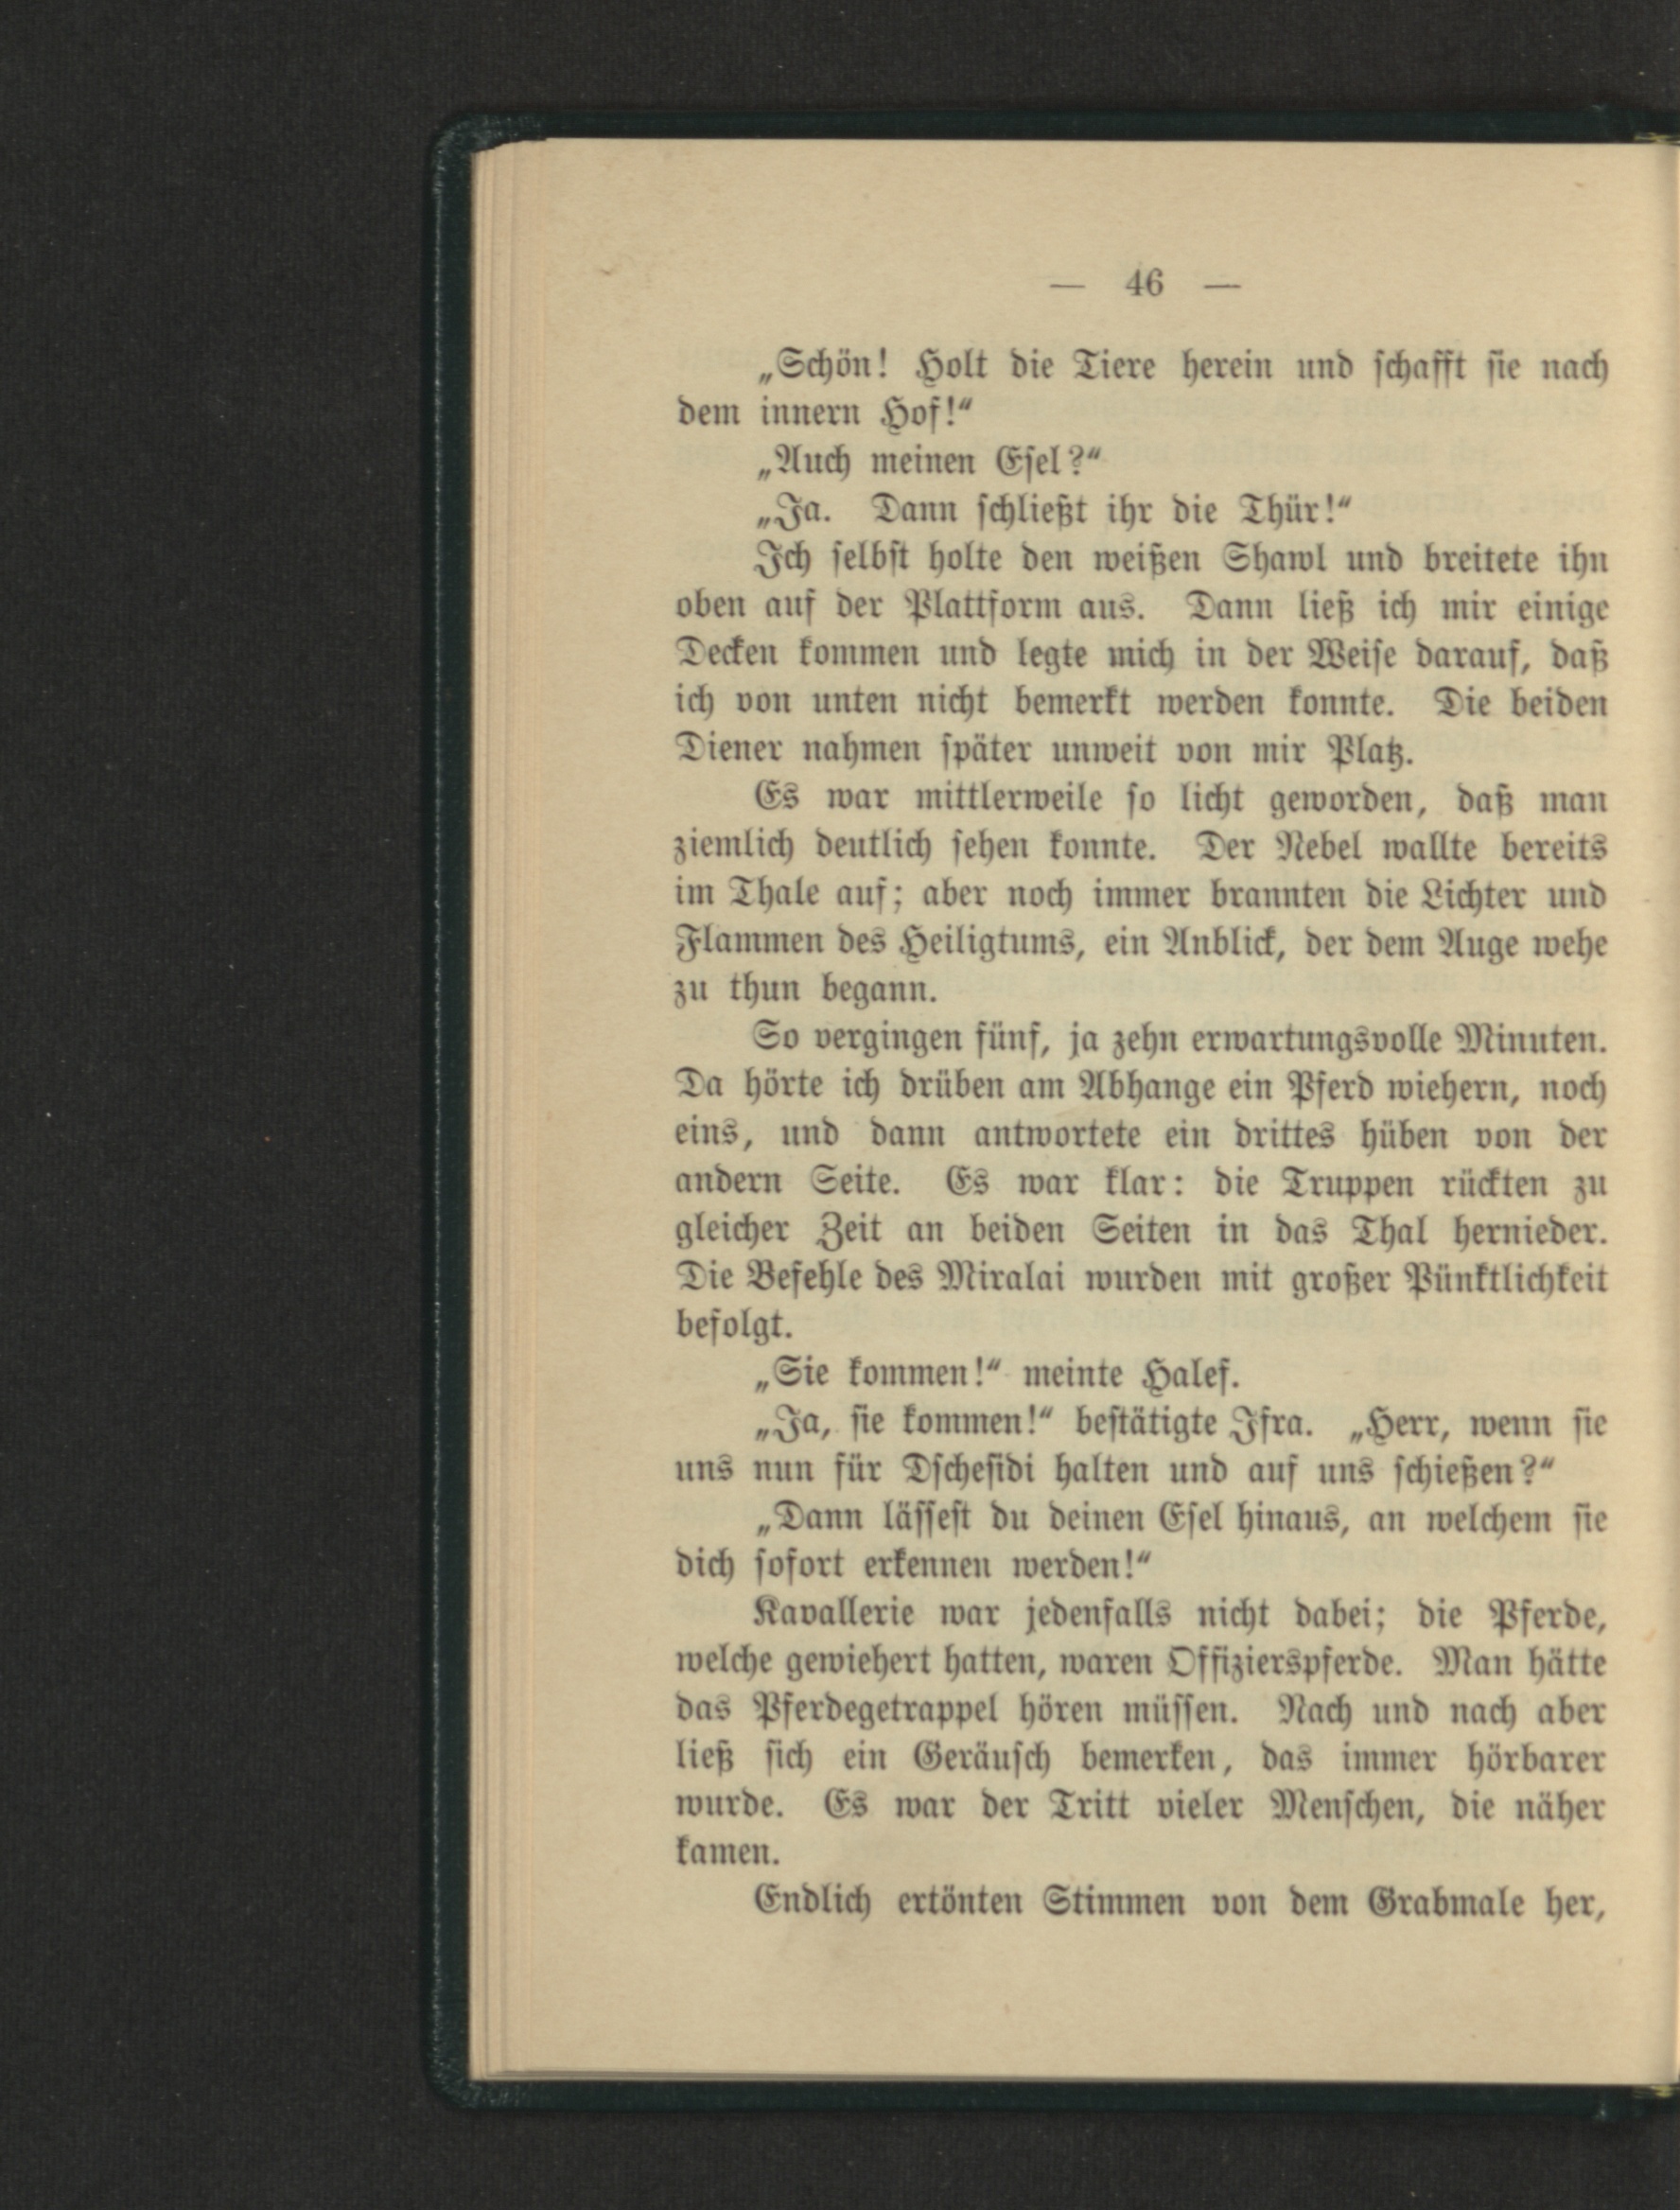 — 46 —
„Schön! Holt die Tiere herein und schafft sie nach
dem innern Hof!“
„Auch meinen Esel?“
„Ja. Dann schließt ihr die Thür!“
Ich selbst holte den weißen Shawl und breitete ihn
oben auf der Plattform aus. Dann ließ ich mir einige
Decken kommen und legte mich in der Weise darauf, daß
ich von unten nicht bemerkt werden konnte. Die beiden
Diener nahmen später unweit von mir Platz.
Es war mittlerweile so licht geworden, daß man
ziemlich deutlich sehen konnte. Der Nebel wallte bereits
im Thale auf; aber noch immer brannten die Lichter und
Flammen des Heiligtums, ein Anblick, der dem Auge wehe
zu thun begann.
So vergingen fünf, ja zehn erwartungsvolle Minuten.
Da hörte ich drüben am Abhange ein Pferd wiehern, noch
eins, und dann antwortete ein drittes hüben von der
andern Seite. Es war klar: die Truppen rückten zu
gleicher Zeit an beiden Seiten in das Thal hernieder.
Die Befehle des Miralai wurden mit großer Pünktlichkeit
befolgt.
„Sie kommen!“ meinte Halef.
„Ja, sie kommen!“ bestätigte Ifra. „Herr, wenn sie
uns nun für Dschesidi halten und auf uns schießen?“
„Dann lässest du deinen Esel hinaus, an welchem sie
dich sofort erkennen werden!“
Kavallerie war jedenfalls nicht dabei; die Pferde,
welche gewiehert hatten, waren Offizierspferde. Man hätte
das Pferdegetrappel hören müssen. Nach und nach aber
ließ sich ein Geräusch bemerken, das immer hörbarer
wurde. Es war der Tritt vieler Menschen, die näher
kamen.
Endlich ertönten Stimmen von dem Grabmale her,